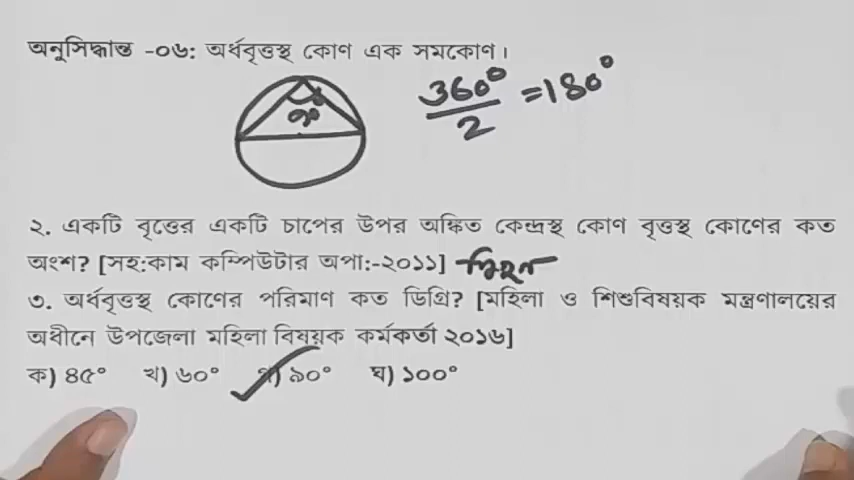 অনুসিদ্ধান্ত -০৬: অর্ধবৃত্তস্থ কোণ এক সমকোণ।
360°/2 =180°
৯০°
২. একটি বৃত্তের একটি চাপের উপর অঙ্কিত কেন্দ্রস্থ কোণ বৃত্তস্থ কোণের কত
অংশ? [সহ:কাম কম্পিউটার অপা:-২০১১] দ্বিগুন
৩. অর্ধবৃত্তস্থ কোণের পরিমাণ কত ডিগ্রি? [মহিলা ও শিশুবিষয়ক মন্ত্রণালয়ের
অধীনে উপজেলা মহিলা বিষয়ক কর্মকর্তা ২০১৬]
ক) ৪৫° খ) ৬০° গ) ৯০° ঘ) ১০০°